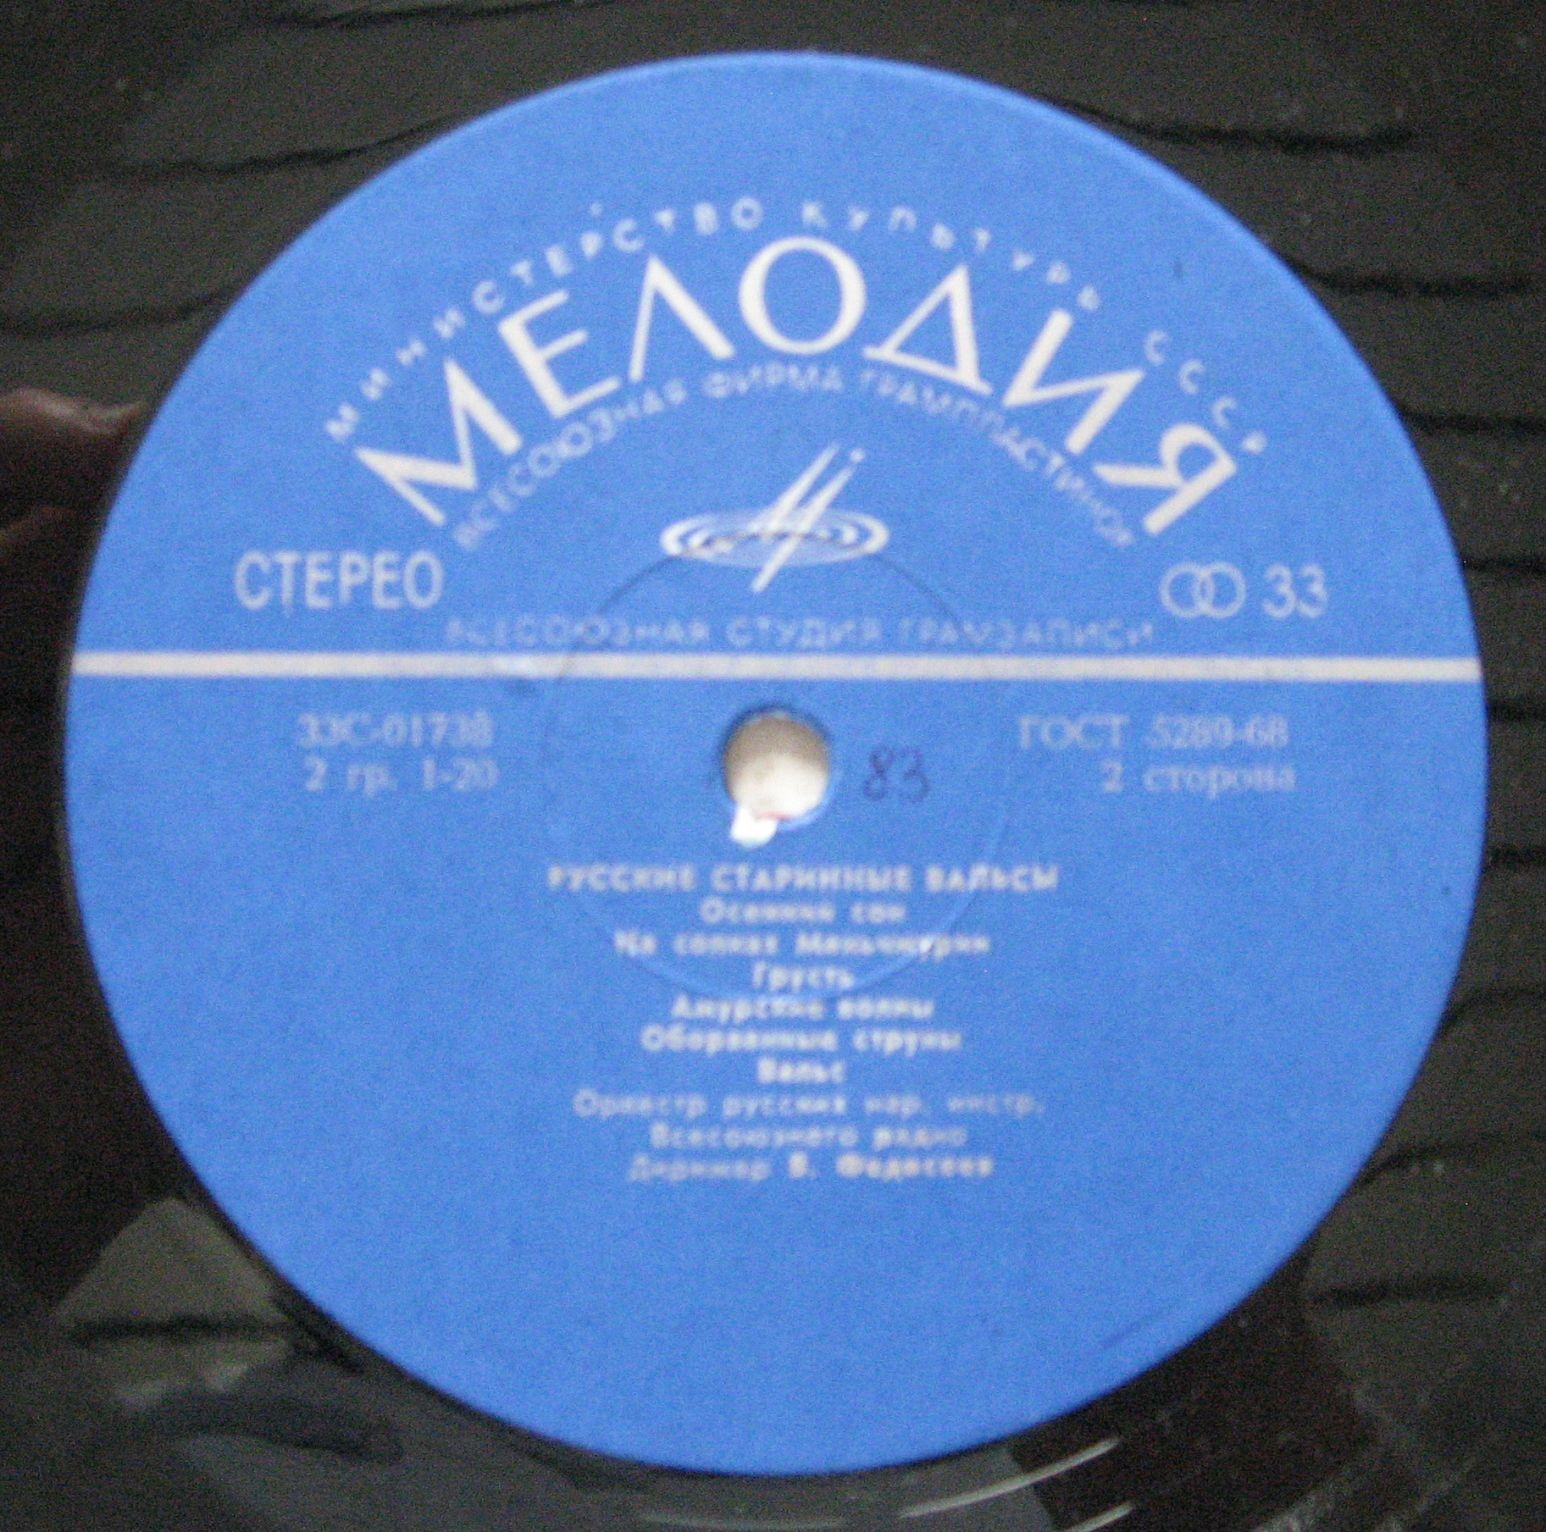 МИНИСТЕРСТВО КУЛЬТУРЫ СССР
МЕЛОДИЯ
ВСЕСОЮЗНАЯ ФИРМА ГРАМПЛАСТИНОК
СТЕРЕО
33
ВСЕСОЮЗНАЯ СТУДИЯ ГРАМЗАПИСИ
33С-01738
2 гр. 1-20
ГОСТ 5289-68
2 сторона
83
РУССКИЕ СТАРИННЫЕ ВАЛЬСЫ
Осенний сон
На сопках Маньчжурии
Грусть
Амурские волны
Оборванные струны
Вальс
Оркестр русских нар. инстр.
Всесоюзного радио
Дирижер В. Федосеев